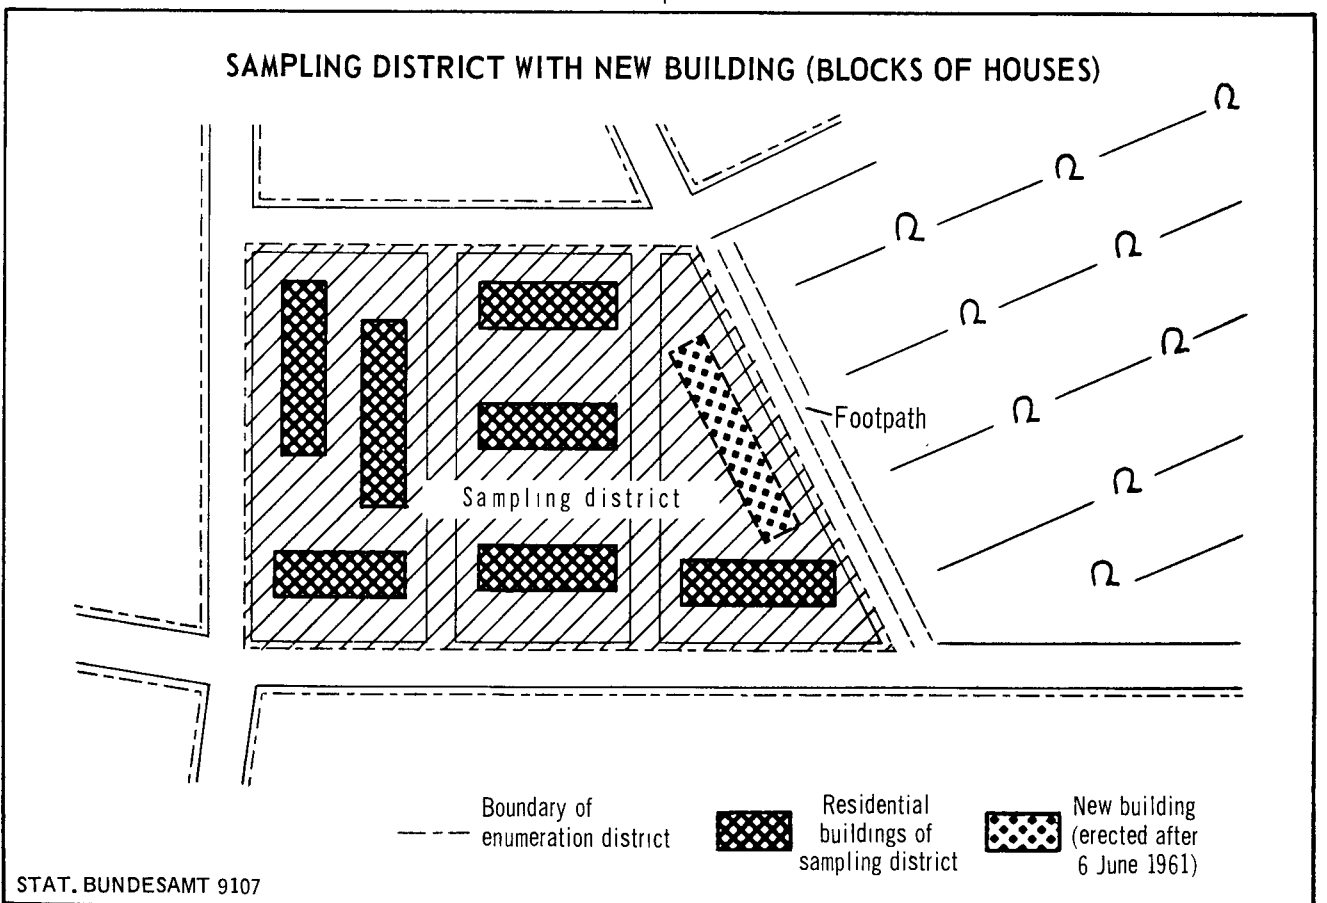 SAMPLING DISTRICT WITH NEW BUILDING (BLOCKS OF HOUSES)
Footpath
Sampling district
Boundary of
enumeration district
Residential
buildings of
sampling district
New building
(erected after
6 June 1961)
STAT. BUNDESAMT 9107